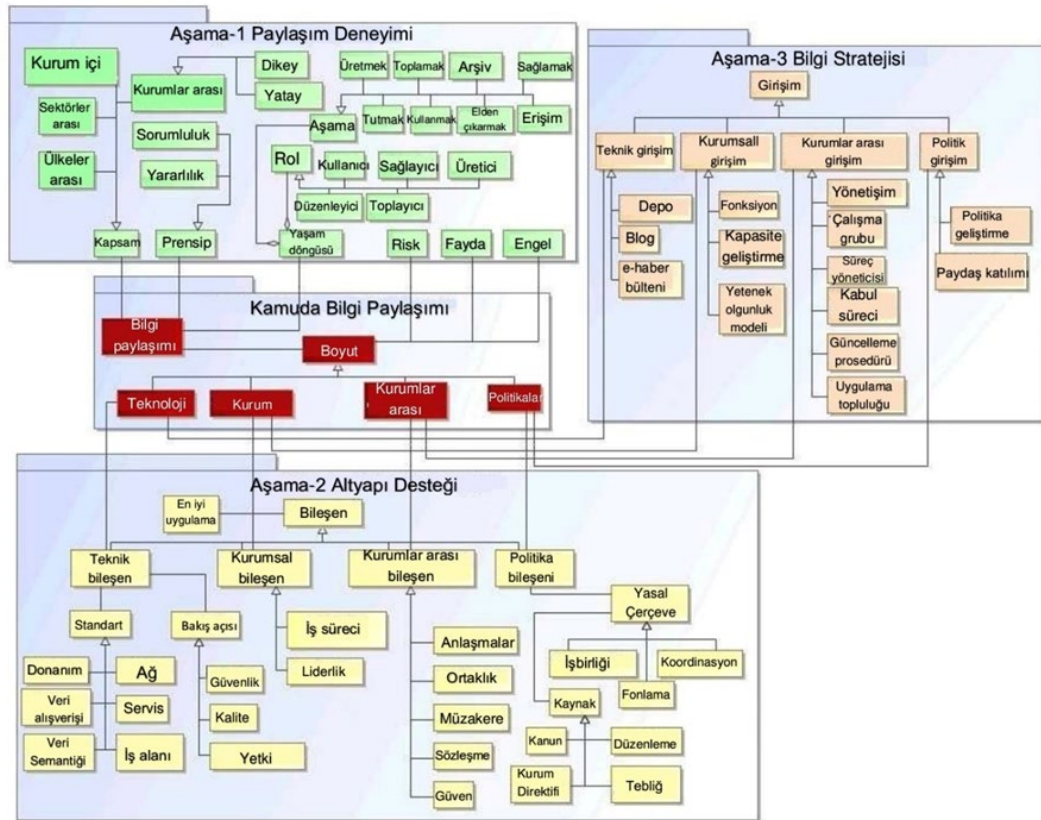 Aşama-1 Paylaşım Deneyimi
Kurum içi
Kurumlar arası
Sektörler
arası
Ülkeler
arası
Dikey
Yatay
Sorumluluk
Yararlılık
Kapsam
Prensip
Üretmek
Toplamak
Arşiv
Sağlamak
Aşama
Tutmak
Kullanmak
Elden
çıkarmak
Erişim
Rol
Kullanıcı
Sağlayıcı
Üretici
Düzenleyici
Toplayıcı
Yaşam
döngüsü
Risk
Fayda
Engel
Kamuda Bilgi Paylaşımı
Bilgi
paylaşımı
Boyut
Teknoloji
Kurum
Kurumlar
arası
Politikalar
Aşama-3 Bilgi Stratejisi
Girişim
Teknik girişim
Kurumsall
girişim
Kurumlar arası
girişim
Politik
girişim
Depo
Blog
e-haber
bülteni
Fonksiyon
Kapasite
geliştirme
Yetenek
olgunluk
modeli
Yönetişim
Çalışma
grubu
Süreç
yöneticisi
Kabul
süreci
Güncelleme
prosedürü
Uygulama
topluluğu
Politika
geliştirme
Paydaş katılımı
Aşama-2 Altyapı Desteği
En iyi
uygulama
Bileşen
Teknik
bileşen
Kurumsal
bileşen
Kurumlar arası
bileşen
Politika
bileşeni
Standart
Bakış açısı
Donanım
Ağ
Veri
alışverişi
Servis
Veri
Semantiği
İş alanı
Güvenlik
Kalite
Yetki
İş süreci
Liderlik
Anlaşmalar
Ortaklık
Müzakere
Sözleşme
Güven
Yasal
Çerçeve
İşbirliği
Koordinasyon
Fonlama
Kaynak
Kanun
Düzenleme
Kurum
Direktifi
Tebliğ